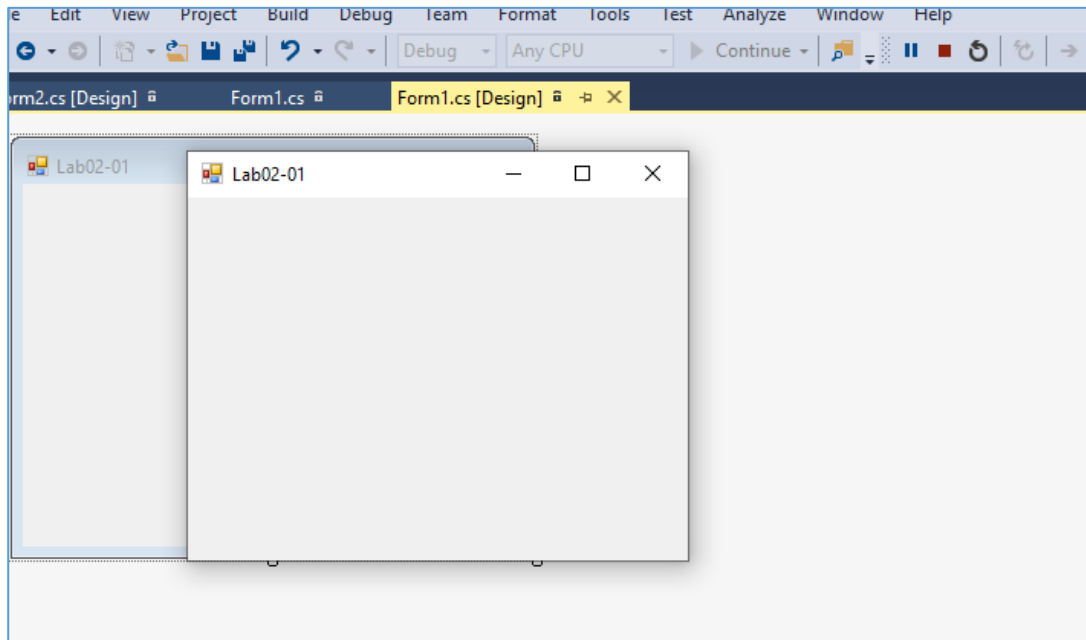 e Edit View Project Build Debug Team Format Tools Test Analyze Window Help
Debug Any CPU Continue
orm2.cs [Design] Form1.cs Form1.cs [Design]
Lab02-01
Lab02-01